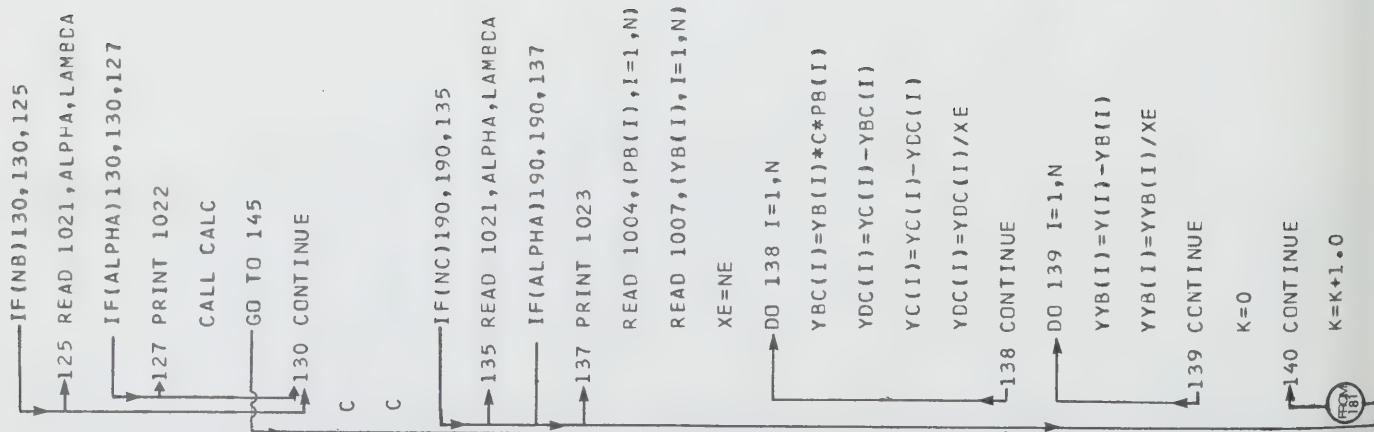 IF(NB)130,130,125
125 READ 1021,ALPHA,LAMBDA
IF(ALPHA)130,130,127
127 PRINT 1022
CALL CALC
GO TO 145
130 CONTINUE
C
C
IF(NC)190,190,135
135 READ 1021,ALPHA,LAMBDA
IF(ALPHA)190,190,137
137 PRINT 1023
READ 1004,(PB(I),I=1,N)
READ 1007,(YB(I),I=1,N)
XE=NE
DO 138 I=1,N
YBC(I)=YB(I)*C*PB(I)
YDC(I)=YC(I)-YBC(I)
YC(I)=YC(I)-YDC(I)
YDC(I)=YDC(I)/XE
138 CONTINUE
DO 139 I=1,N
YYB(I)=Y(I)-YB(I)
YYB(I)=YYB(I)/XE
139 CCNTINUE
K=0
140 CONTINUE
K=K+1.0
FROM
181